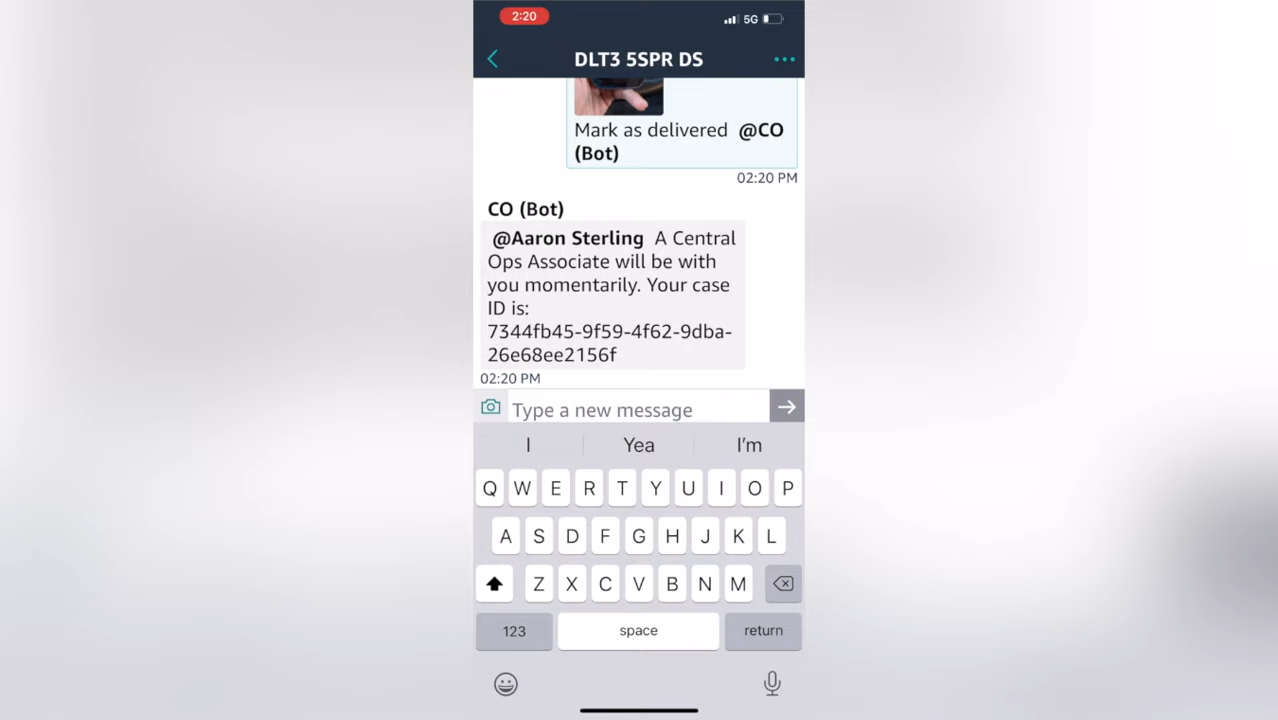 2:20
5G
DLT3 5SPR DS
Mark as delivered @CO
(Bot)
02:20 PM
CO (Bot)
@Aaron Sterling A Central
Ops Associate will be with
you momentarily. Your case
ID is:
7344fb45-9f59-4f62-9dba-
26e68ee2156f
02:20 PM
Type a new message
I Yea I'm
Q W E R T Y U I O P
A S D F G H J K L
Z X C V B N M
123 space return